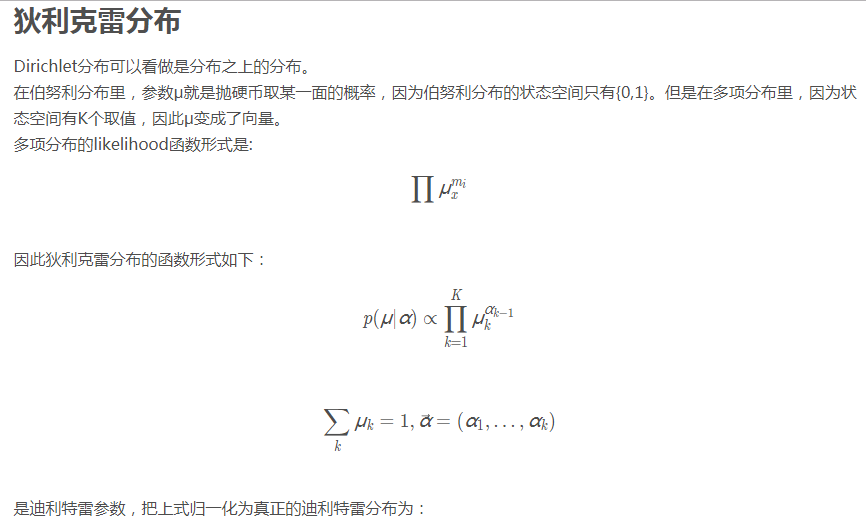 狄利克雷分布
Dirichlet分布可以看做是分布之上的分布。
在伯努利分布里，参数μ就是抛硬币取某一面的概率，因为伯努利分布的状态空间只有{0,1}。但是在多项分布里，因为状
态空间有K个取值，因此μ变成了向量。
多项分布的likelihood函数形式是:
∏ μ_x^{m_i}
因此狄利克雷分布的函数形式如下：
p(μ|α) ∝ ∏_{k=1}^{K} μ_k^{α_{k−1}}
∑_k μ_k = 1, α⃗ = (α_1, …, α_k)
是迪利特雷参数，把上式归一化为真正的迪利特雷分布为：